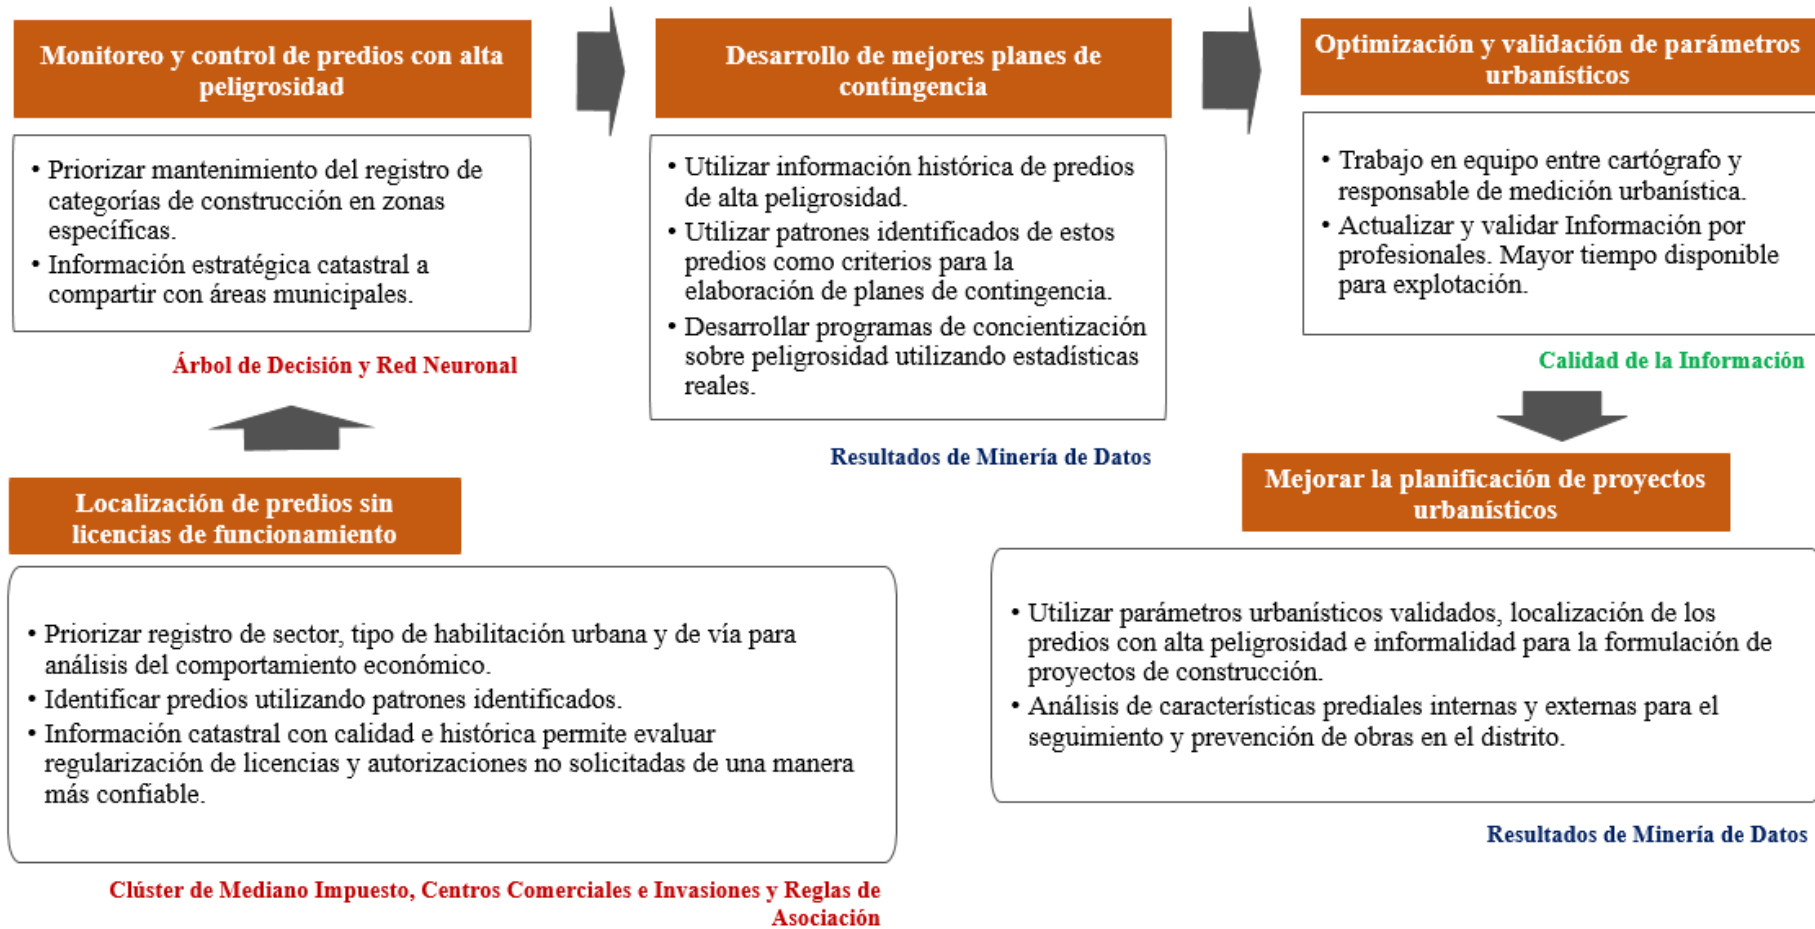 Monitoreo y control de predios con alta
peligrosidad
• Priorizar mantenimiento del registro de
categorías de construcción en zonas
específicas.
• Información estratégica catastral a
compartir con áreas municipales.
Árbol de Decisión y Red Neuronal
Desarrollo de mejores planes de
contingencia
• Utilizar información histórica de predios
de alta peligrosidad.
• Utilizar patrones identificados de estos
predios como criterios para la
elaboración de planes de contingencia.
• Desarrollar programas de concientización
sobre peligrosidad utilizando estadísticas
reales.
Resultados de Minería de Datos
Optimización y validación de parámetros
urbanísticos
• Trabajo en equipo entre cartógrafo y
responsable de medición urbanística.
• Actualizar y validar Información por
profesionales. Mayor tiempo disponible
para explotación.
Calidad de la Información
Localización de predios sin
licencias de funcionamiento
• Priorizar registro de sector, tipo de habilitación urbana y de vía para
análisis del comportamiento económico.
• Identificar predios utilizando patrones identificados.
• Información catastral con calidad e histórica permite evaluar
regularización de licencias y autorizaciones no solicitadas de una manera
más confiable.
Clúster de Mediano Impuesto, Centros Comerciales e Invasiones y Reglas de
Asociación
Mejorar la planificación de proyectos
urbanísticos
• Utilizar parámetros urbanísticos validados, localización de los
predios con alta peligrosidad e informalidad para la formulación de
proyectos de construcción.
• Análisis de características prediales internas y externas para el
seguimiento y prevención de obras en el distrito.
Resultados de Minería de Datos